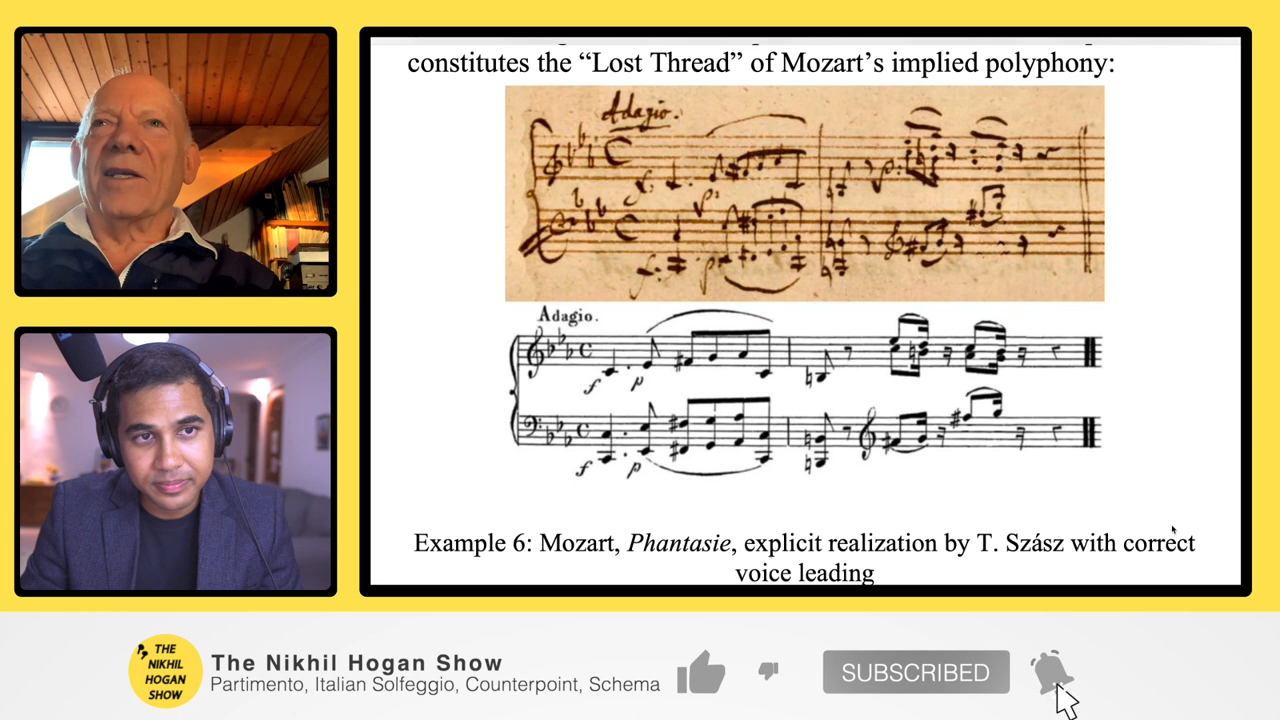 constitutes the “Lost Thread” of Mozart’s implied polyphony:
Adagio.
f
p
f
p
Adagio.
f
p
f
p
Example 6: Mozart, Phantasie, explicit realization by T. Szász with correct
voice leading
THE
NIKHIL
HOGAN
SHOW
The Nikhil Hogan Show
Partimento, Italian Solfeggio, Counterpoint, Schema
SUBSCRIBED